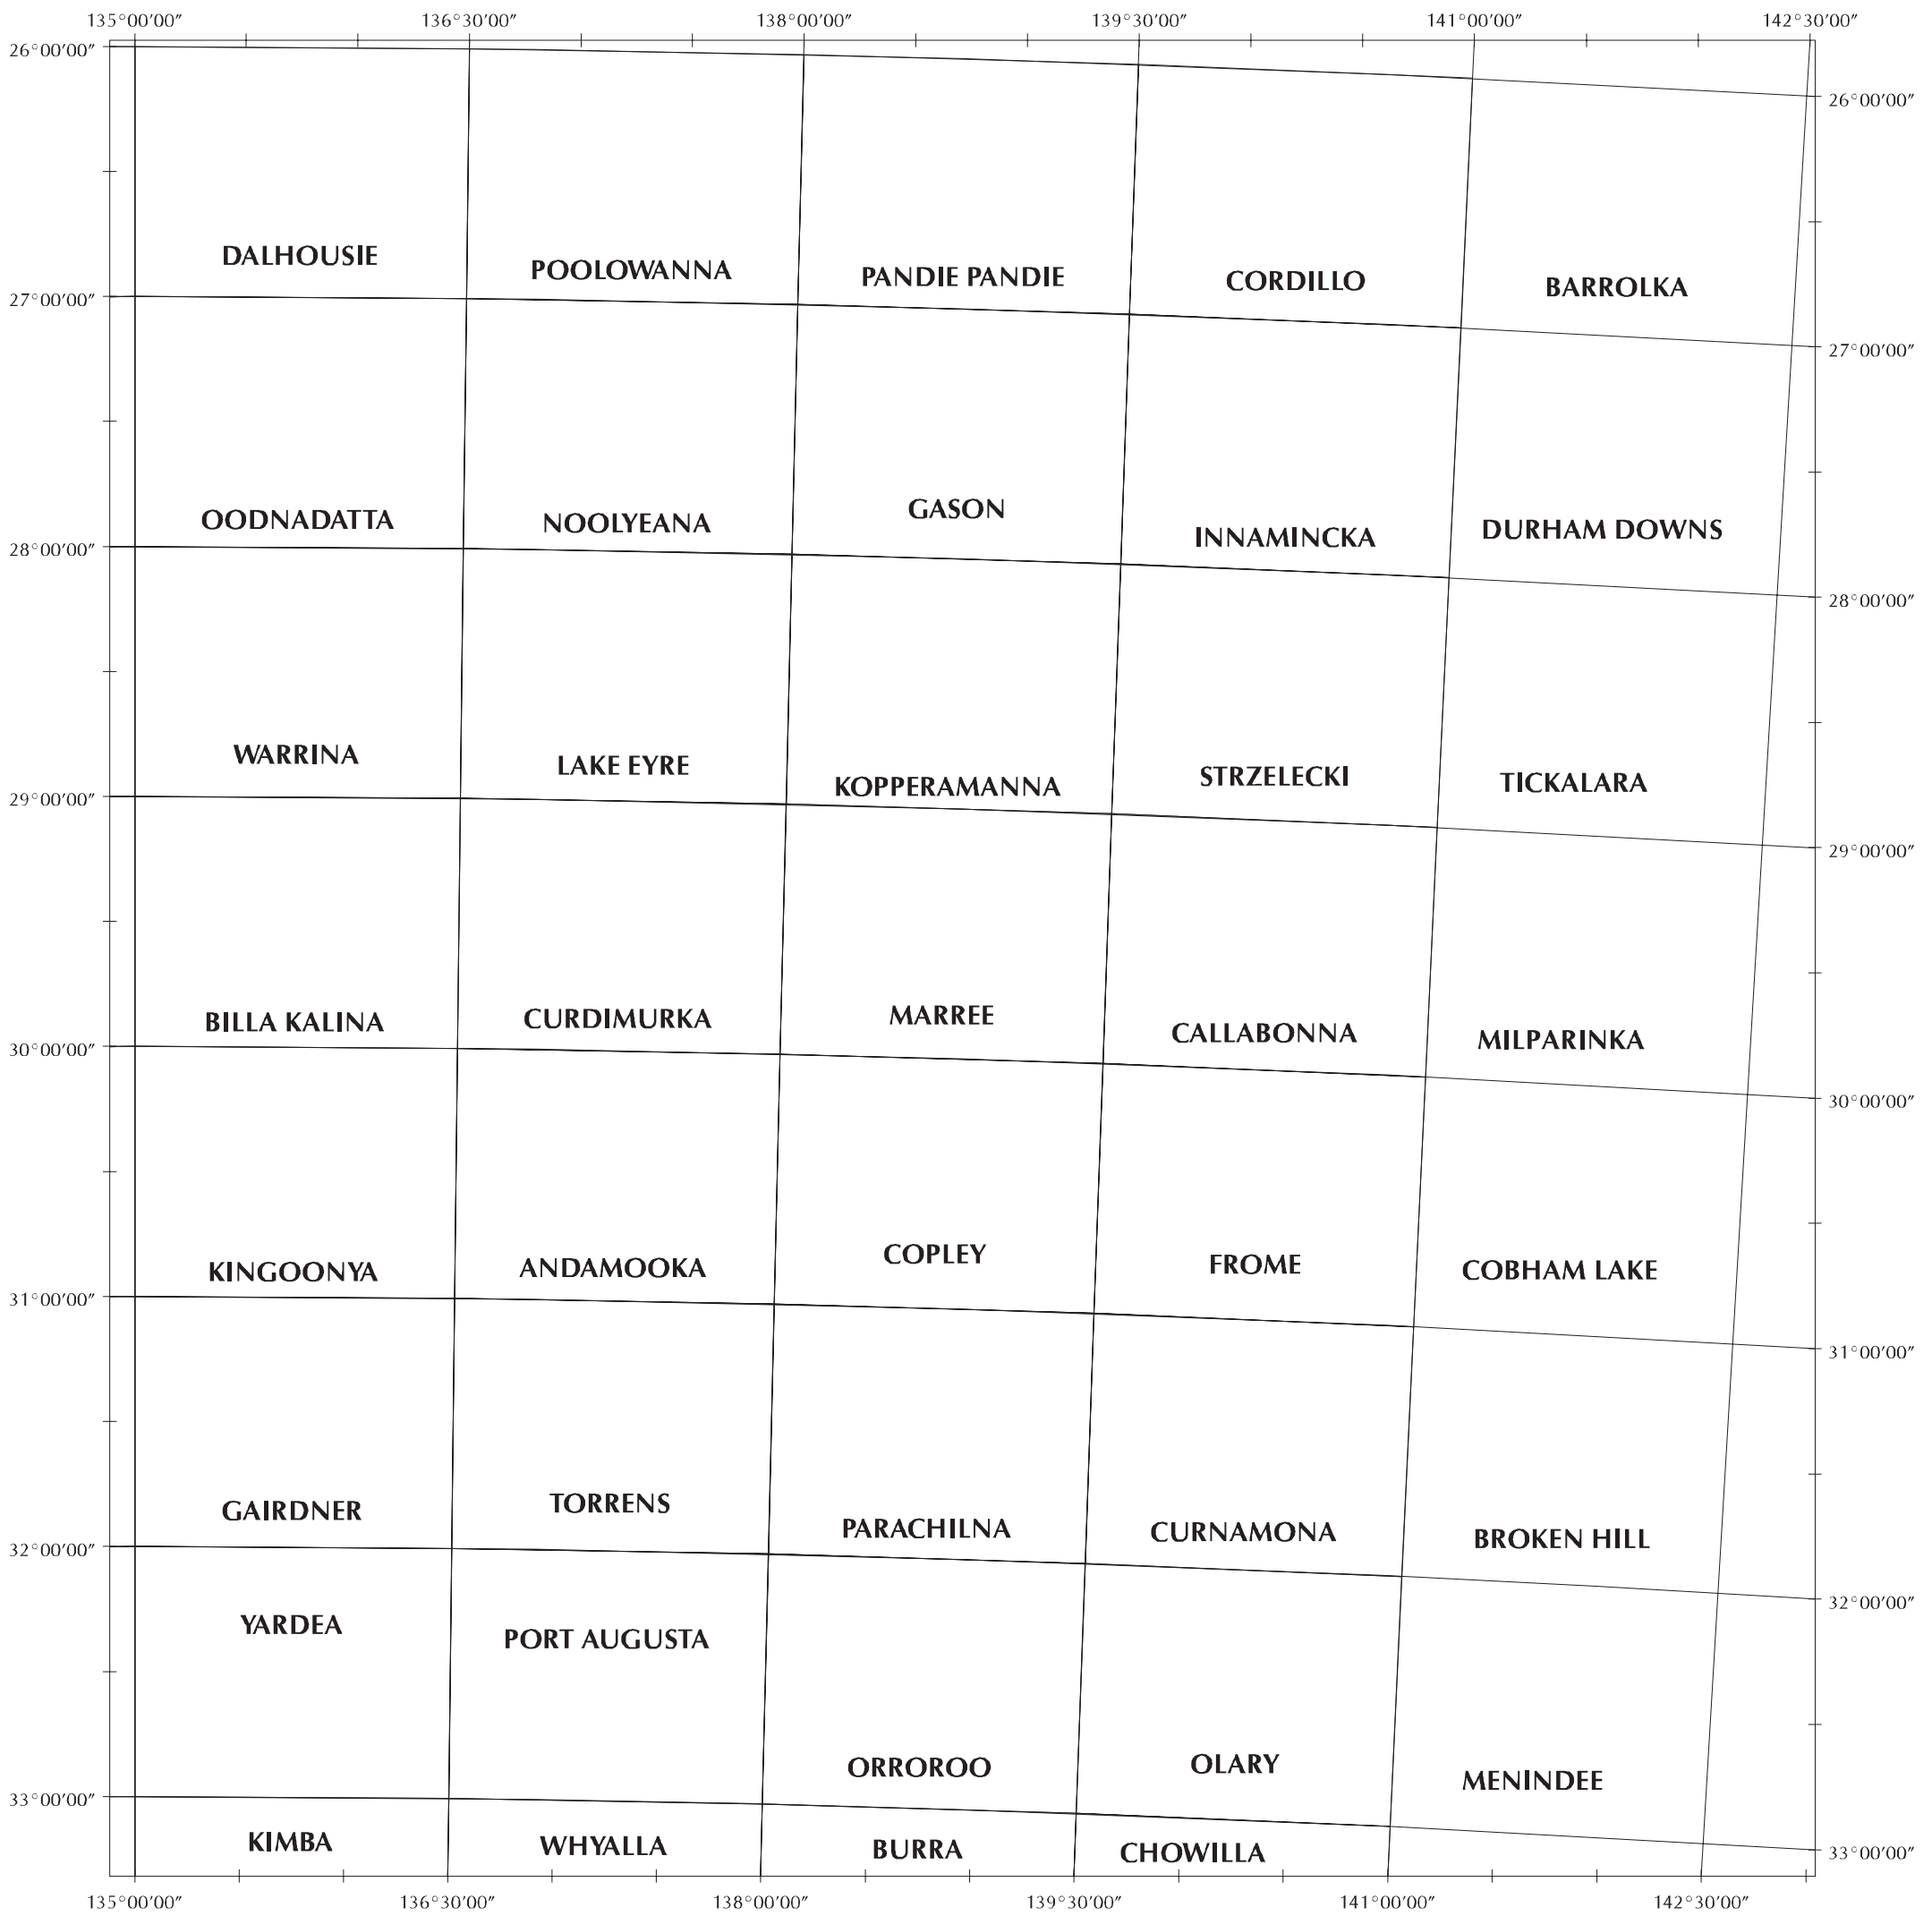 135°00′00″ 136°30′00″ 138°00′00″ 139°30′00″ 141°00′00″ 142°30′00″
26°00′00″
26°00′00″
DALHOUSIE POOLOWANNA PANDIE PANDIE CORDILLO BARROLKA
27°00′00″
27°00′00″
OODNADATTA NOOLYEANA GASON INNAMINCKA DURHAM DOWNS
28°00′00″
28°00′00″
WARRINA LAKE EYRE KOPPERAMANNA STRZELECKI TICKALARA
29°00′00″
29°00′00″
BILLA KALINA CURDIMURKA MARREE CALLABONNA MILPARINKA
30°00′00″
30°00′00″
KINGOONYA ANDAMOOKA COPLEY FROME COBHAM LAKE
31°00′00″
31°00′00″
GAIRDNER TORRENS PARACHILNA CURNAMONA BROKEN HILL
32°00′00″
32°00′00″
YARDEA PORT AUGUSTA ORROROO OLARY MENINDEE
33°00′00″
33°00′00″
KIMBA WHYALLA BURRA CHOWILLA
135°00′00″ 136°30′00″ 138°00′00″ 139°30′00″ 141°00′00″ 142°30′00″